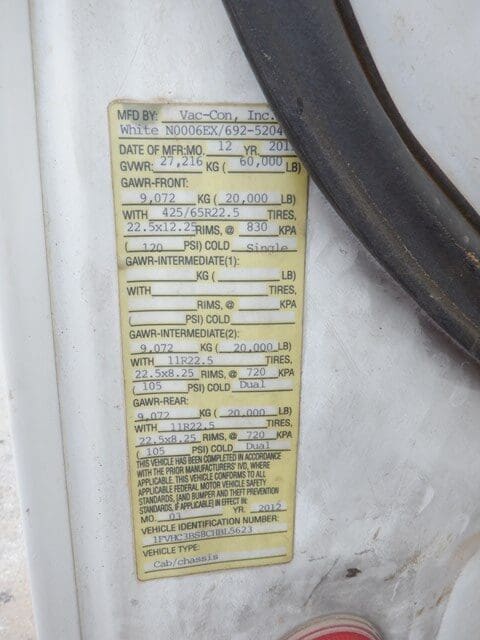 MFD BY: Vac-Con, Inc.
White N0006EX/692-5204
DATE OF MFR:MO. 12 YR. 201
GVWR: 27,216 KG ( 60,000 LB)
GAWR-FRONT:
9,072 KG ( 20,000 LB)
WITH 425/65R22.5 TIRES,
22.5x12.25 RIMS, @ 830 KPA
( 120 PSI) COLD Single
GAWR-INTERMEDIATE(1):
KG ( LB)
WITH TIRES,
RIMS, @ KPA
( PSI) COLD
GAWR-INTERMEDIATE(2):
9,072 KG ( 20,000 LB)
WITH 11R22.5 TIRES,
22.5x8.25 RIMS, @ 720 KPA
( 105 PSI) COLD Dual
GAWR-REAR:
9,072 KG ( 20,000 LB)
WITH 11R22.5 TIRES,
22.5x8.25 RIMS, @ 720 KPA
( 105 PSI) COLD Dual
THIS VEHICLE HAS BEEN COMPLETED IN ACCORDANCE
WITH THE PRIOR MANUFACTURERS' IVD, WHERE
APPLICABLE. THIS VEHICLE CONFORMS TO ALL
APPLICABLE FEDERAL MOTOR VEHICLE SAFETY
STANDARDS, [AND BUMPER AND THEFT PREVENTION
STANDARDS, IF APPLICABLE] IN EFFECT IN:
MO. 03 YR. 2012
VEHICLE IDENTIFICATION NUMBER:
1FVHC3BS8CHBL5623
VEHICLE TYPE:
Cab/chassis